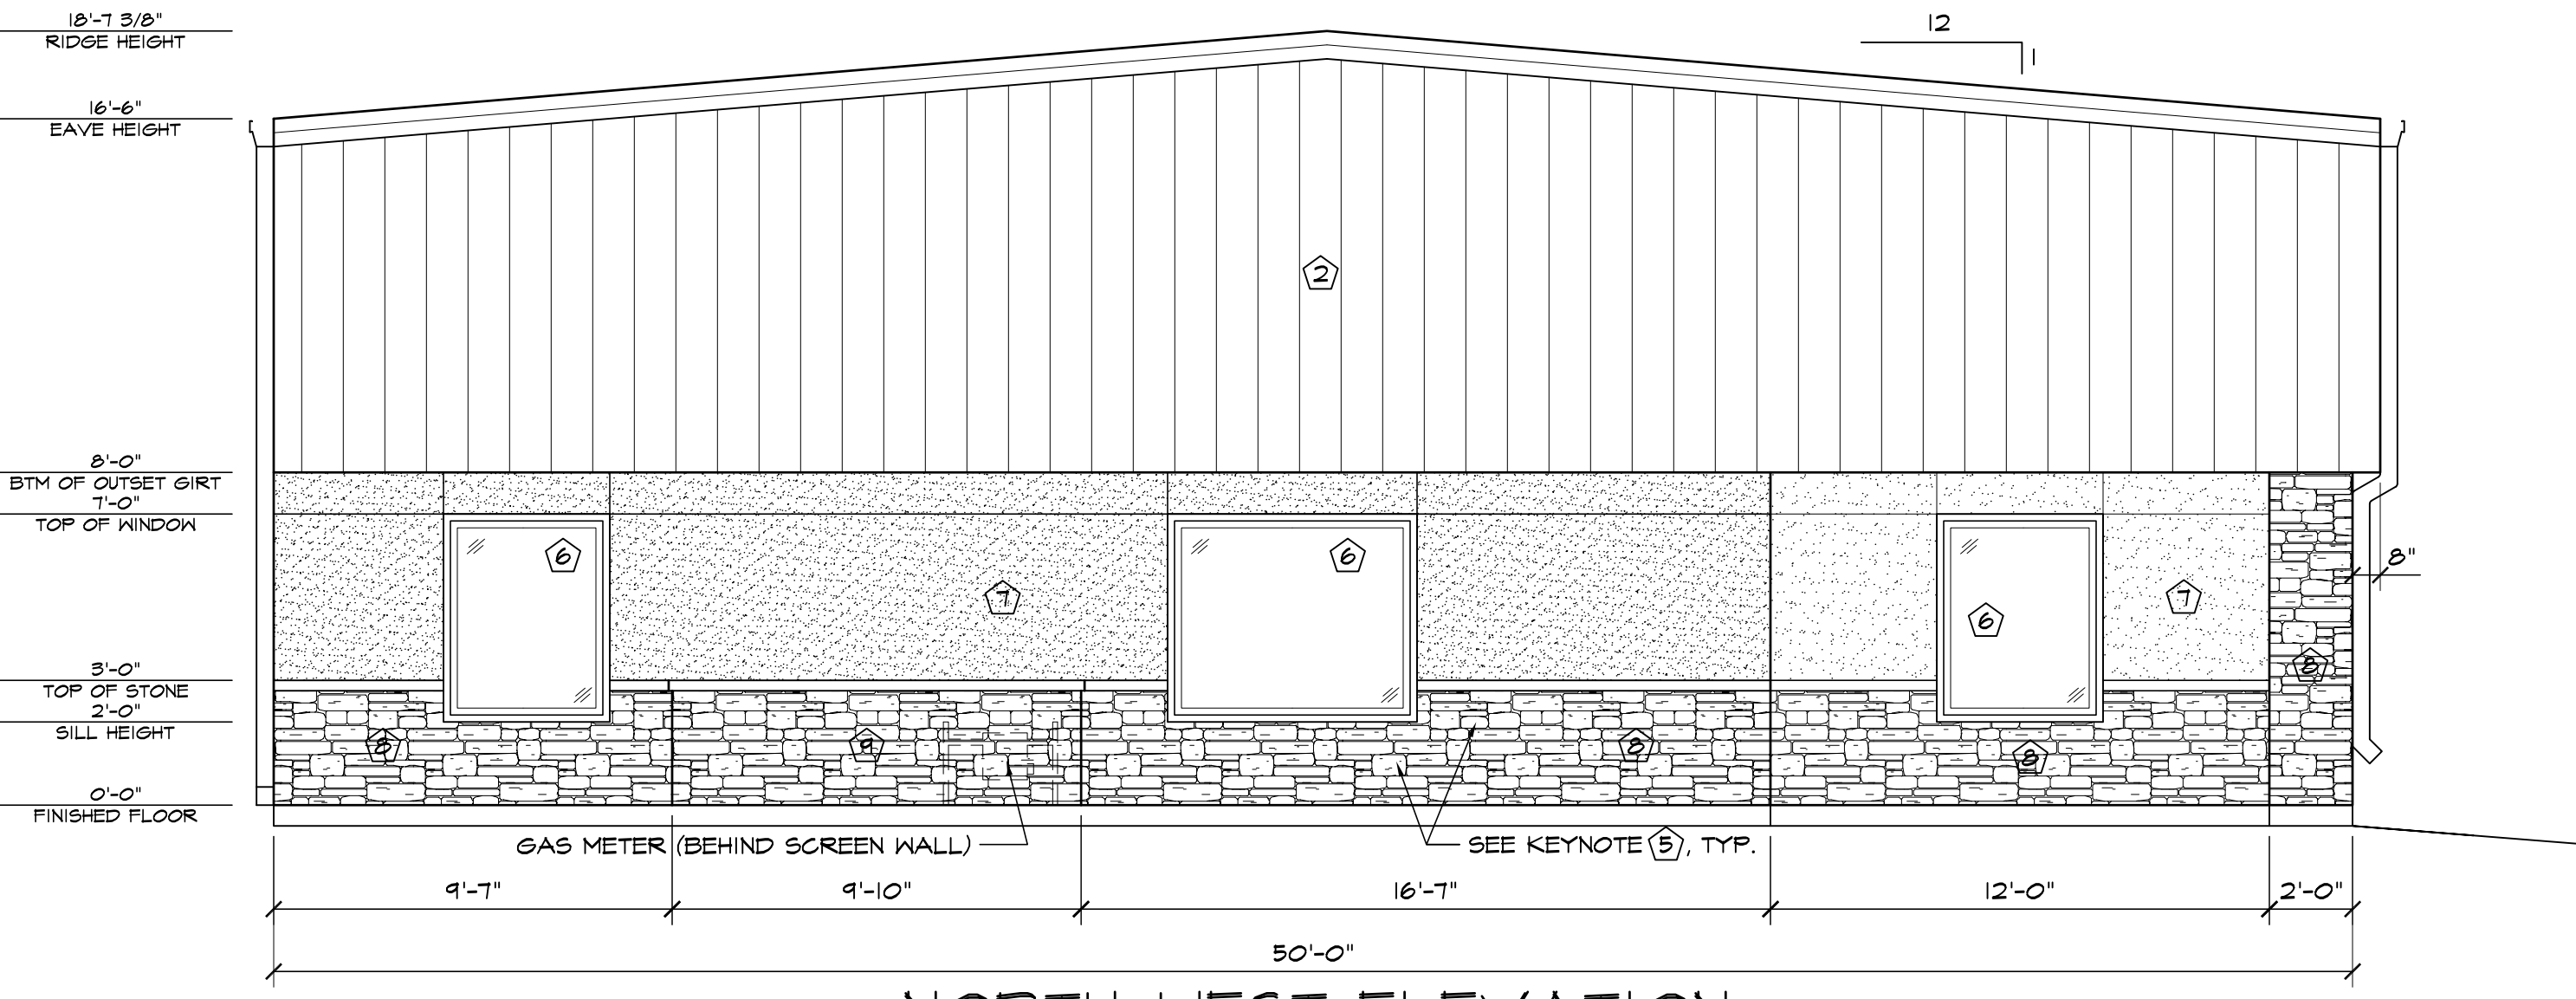 18'-7 3/8"
RIDGE HEIGHT
12
1
16'-6"
EAVE HEIGHT
2
8'-0"
BTM OF OUTSET GIRT
7'-0"
TOP OF WINDOW
6
6
8"
7
7
6
3'-0"
TOP OF STONE
2'-0"
SILL HEIGHT
8
8
9
8
8
0'-0"
FINISHED FLOOR
GAS METER (BEHIND SCREEN WALL)
SEE KEYNOTE 5, TYP.
9'-7"
9'-10"
16'-7"
12'-0"
2'-0"
50'-0"
NORTH WEST ELEVATION